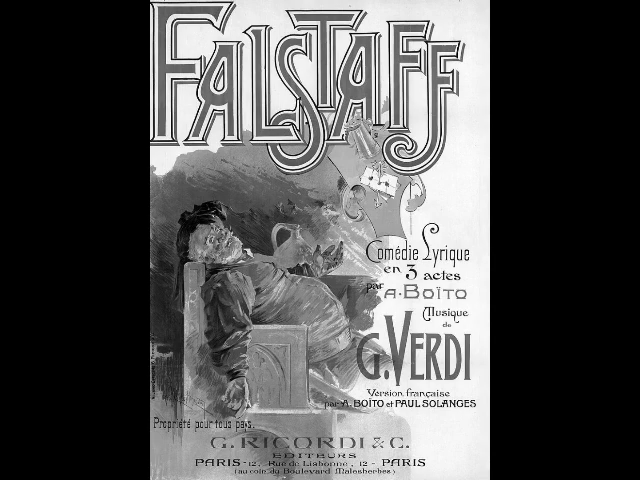 FALSTAFF
Comédie Lyrique
en 3 actes
par A. BOÏTO
Musique
de
G. VERDI
Version française
par A. BOÏTO et PAUL SOLANGES
Propriété pour tous pays.
G. RICORDI & C.
EDITEURS
PARIS - 12, Rue de Lisbonne, 12 - PARIS
(au coin du Boulevard Malesherbes)